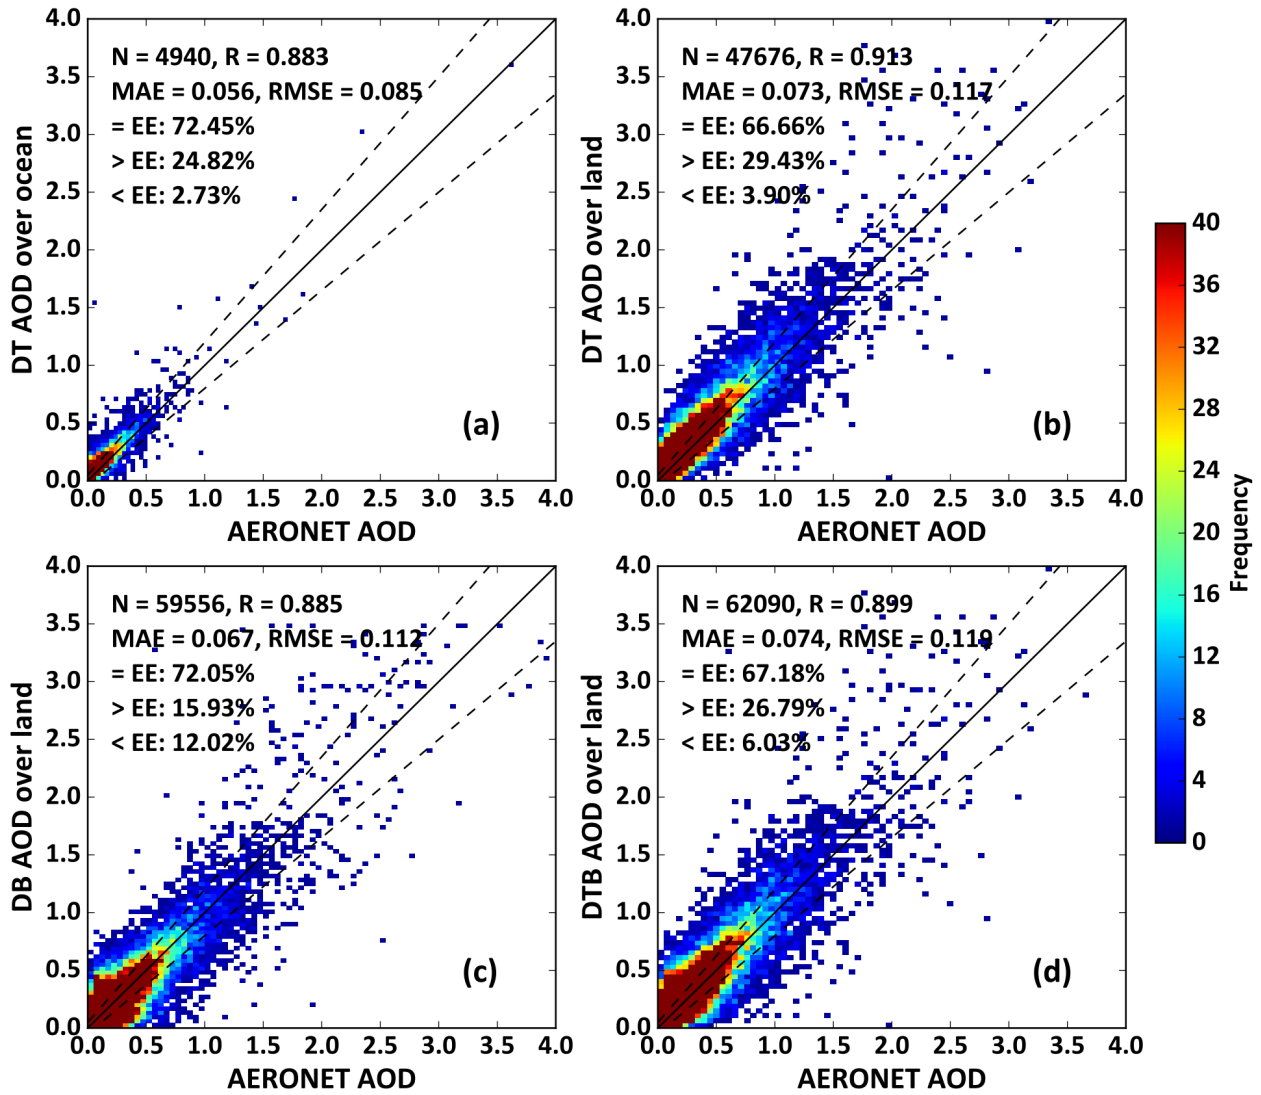 4.0
3.5
3.0
2.5
2.0
1.5
1.0
0.5
0.0
DT AOD over ocean
N = 4940, R = 0.883
MAE = 0.056, RMSE = 0.085
= EE: 72.45%
> EE: 24.82%
< EE: 2.73%
(a)
0.0 0.5 1.0 1.5 2.0 2.5 3.0 3.5 4.0
AERONET AOD
4.0
3.5
3.0
2.5
2.0
1.5
1.0
0.5
0.0
DT AOD over land
N = 47676, R = 0.913
MAE = 0.073, RMSE = 0.117
= EE: 66.66%
> EE: 29.43%
< EE: 3.90%
(b)
0.0 0.5 1.0 1.5 2.0 2.5 3.0 3.5 4.0
AERONET AOD
4.0
3.5
3.0
2.5
2.0
1.5
1.0
0.5
0.0
DB AOD over land
N = 59556, R = 0.885
MAE = 0.067, RMSE = 0.112
= EE: 72.05%
> EE: 15.93%
< EE: 12.02%
(c)
0.0 0.5 1.0 1.5 2.0 2.5 3.0 3.5 4.0
AERONET AOD
4.0
3.5
3.0
2.5
2.0
1.5
1.0
0.5
0.0
DTB AOD over land
N = 62090, R = 0.899
MAE = 0.074, RMSE = 0.119
= EE: 67.18%
> EE: 26.79%
< EE: 6.03%
(d)
0.0 0.5 1.0 1.5 2.0 2.5 3.0 3.5 4.0
AERONET AOD
40
36
32
28
24
20
16
12
8
4
0
Frequency